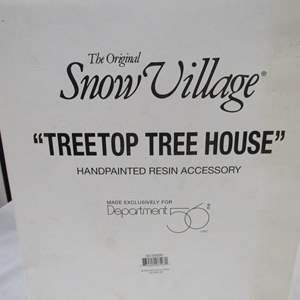 The Original
Snow Village®
"TREETOP TREE HOUSE"
HANDPAINTED RESIN ACCESSORY
MADE EXCLUSIVELY FOR
Department 56